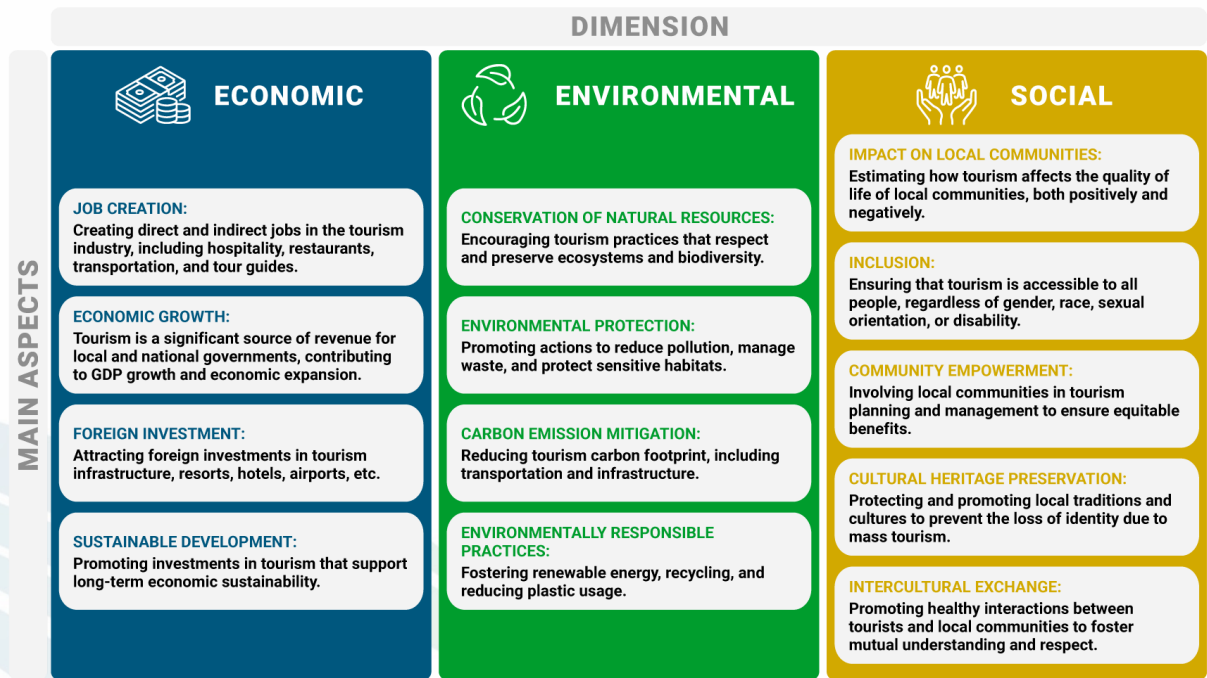 DIMENSION
MAIN ASPECTS
ECONOMIC
JOB CREATION:
Creating direct and indirect jobs in the tourism
industry, including hospitality, restaurants,
transportation, and tour guides.
ECONOMIC GROWTH:
Tourism is a significant source of revenue for
local and national governments, contributing
to GDP growth and economic expansion.
FOREIGN INVESTMENT:
Attracting foreign investments in tourism
infrastructure, resorts, hotels, airports, etc.
SUSTAINABLE DEVELOPMENT:
Promoting investments in tourism that support
long-term economic sustainability.
ENVIRONMENTAL
CONSERVATION OF NATURAL RESOURCES:
Encouraging tourism practices that respect
and preserve ecosystems and biodiversity.
ENVIRONMENTAL PROTECTION:
Promoting actions to reduce pollution, manage
waste, and protect sensitive habitats.
CARBON EMISSION MITIGATION:
Reducing tourism carbon footprint, including
transportation and infrastructure.
ENVIRONMENTALLY RESPONSIBLE
PRACTICES:
Fostering renewable energy, recycling, and
reducing plastic usage.
SOCIAL
IMPACT ON LOCAL COMMUNITIES:
Estimating how tourism affects the quality of
life of local communities, both positively and
negatively.
INCLUSION:
Ensuring that tourism is accessible to all
people, regardless of gender, race, sexual
orientation, or disability.
COMMUNITY EMPOWERMENT:
Involving local communities in tourism
planning and management to ensure equitable
benefits.
CULTURAL HERITAGE PRESERVATION:
Protecting and promoting local traditions and
cultures to prevent the loss of identity due to
mass tourism.
INTERCULTURAL EXCHANGE:
Promoting healthy interactions between
tourists and local communities to foster
mutual understanding and respect.